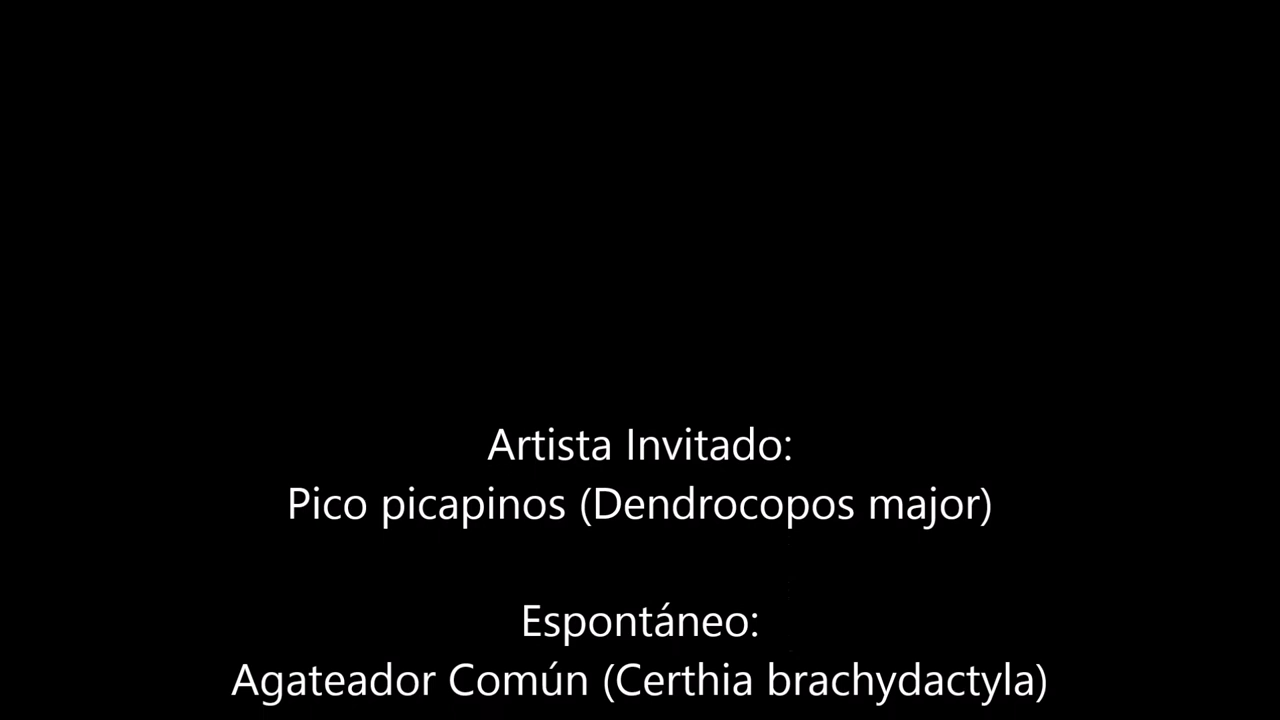 Artista Invitado:
Pico picapinos (Dendrocopos major)
Espontáneo:
Agateador Común (Certhia brachydactyla)